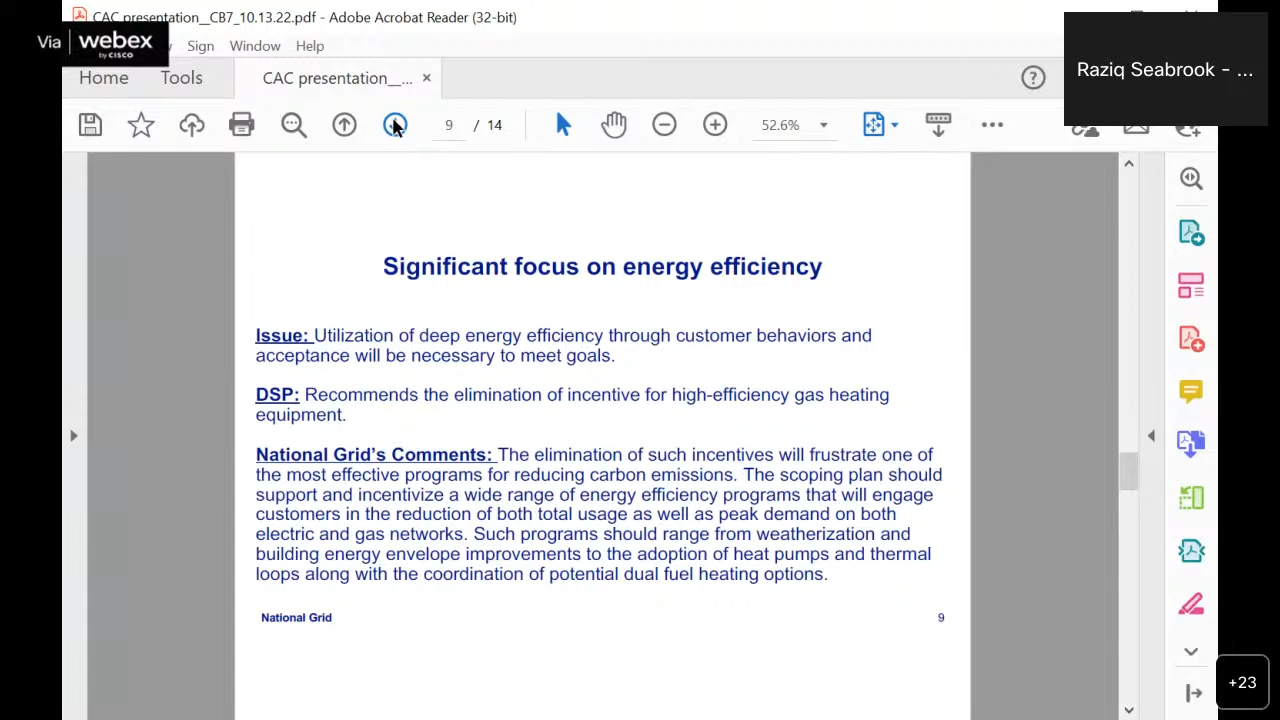 CAC presentation__CB7_10.13.22.pdf - Adobe Acrobat Reader (32-bit)
Via webex
by CISCO
Sign Window Help
Raziq Seabrook - ...
Home Tools CAC presentation__... ×
9 / 14 52.6%
Significant focus on energy efficiency
Issue: Utilization of deep energy efficiency through customer behaviors and
acceptance will be necessary to meet goals.
DSP: Recommends the elimination of incentive for high-efficiency gas heating
equipment.
National Grid's Comments: The elimination of such incentives will frustrate one of
the most effective programs for reducing carbon emissions. The scoping plan should
support and incentivize a wide range of energy efficiency programs that will engage
customers in the reduction of both total usage as well as peak demand on both
electric and gas networks. Such programs should range from weatherization and
building energy envelope improvements to the adoption of heat pumps and thermal
loops along with the coordination of potential dual fuel heating options.
National Grid 9
+23